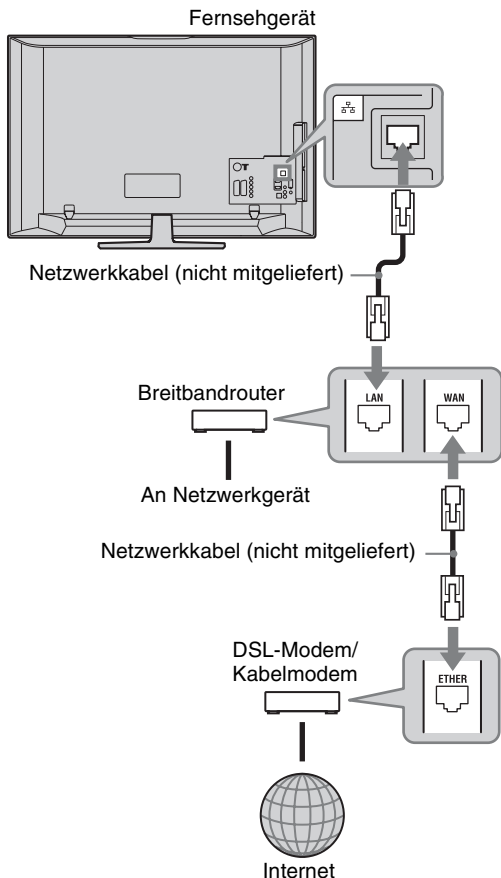 Fernsehgerät
Netzwerkkabel (nicht mitgeliefert)
Breitbandrouter
LAN
WAN
An Netzwerkgerät
Netzwerkkabel (nicht mitgeliefert)
DSL-Modem/
Kabelmodem
ETHER
Internet